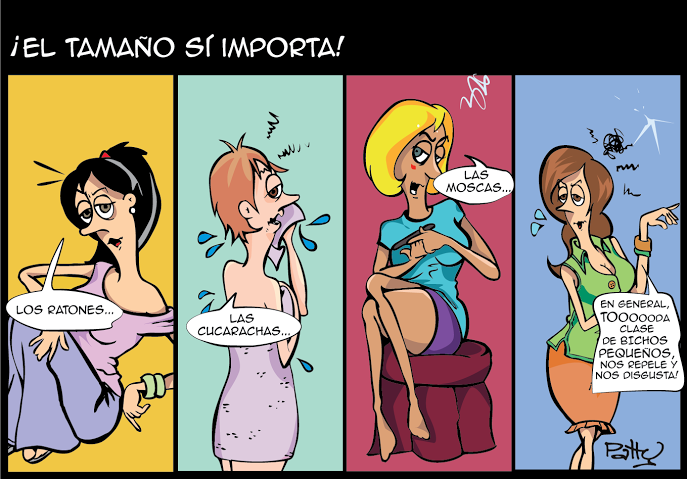 ¡EL TAMAÑO SÍ IMPORTA!
LOS RATONES...
LAS
CUCARACHAS...
LAS
MOSCAS...
EN GENERAL,
TOOOOOODA
CLASE
DE BICHOS
PEQUEÑOS,
NOS REPELE Y
NOS DISGUSTA!
Patty